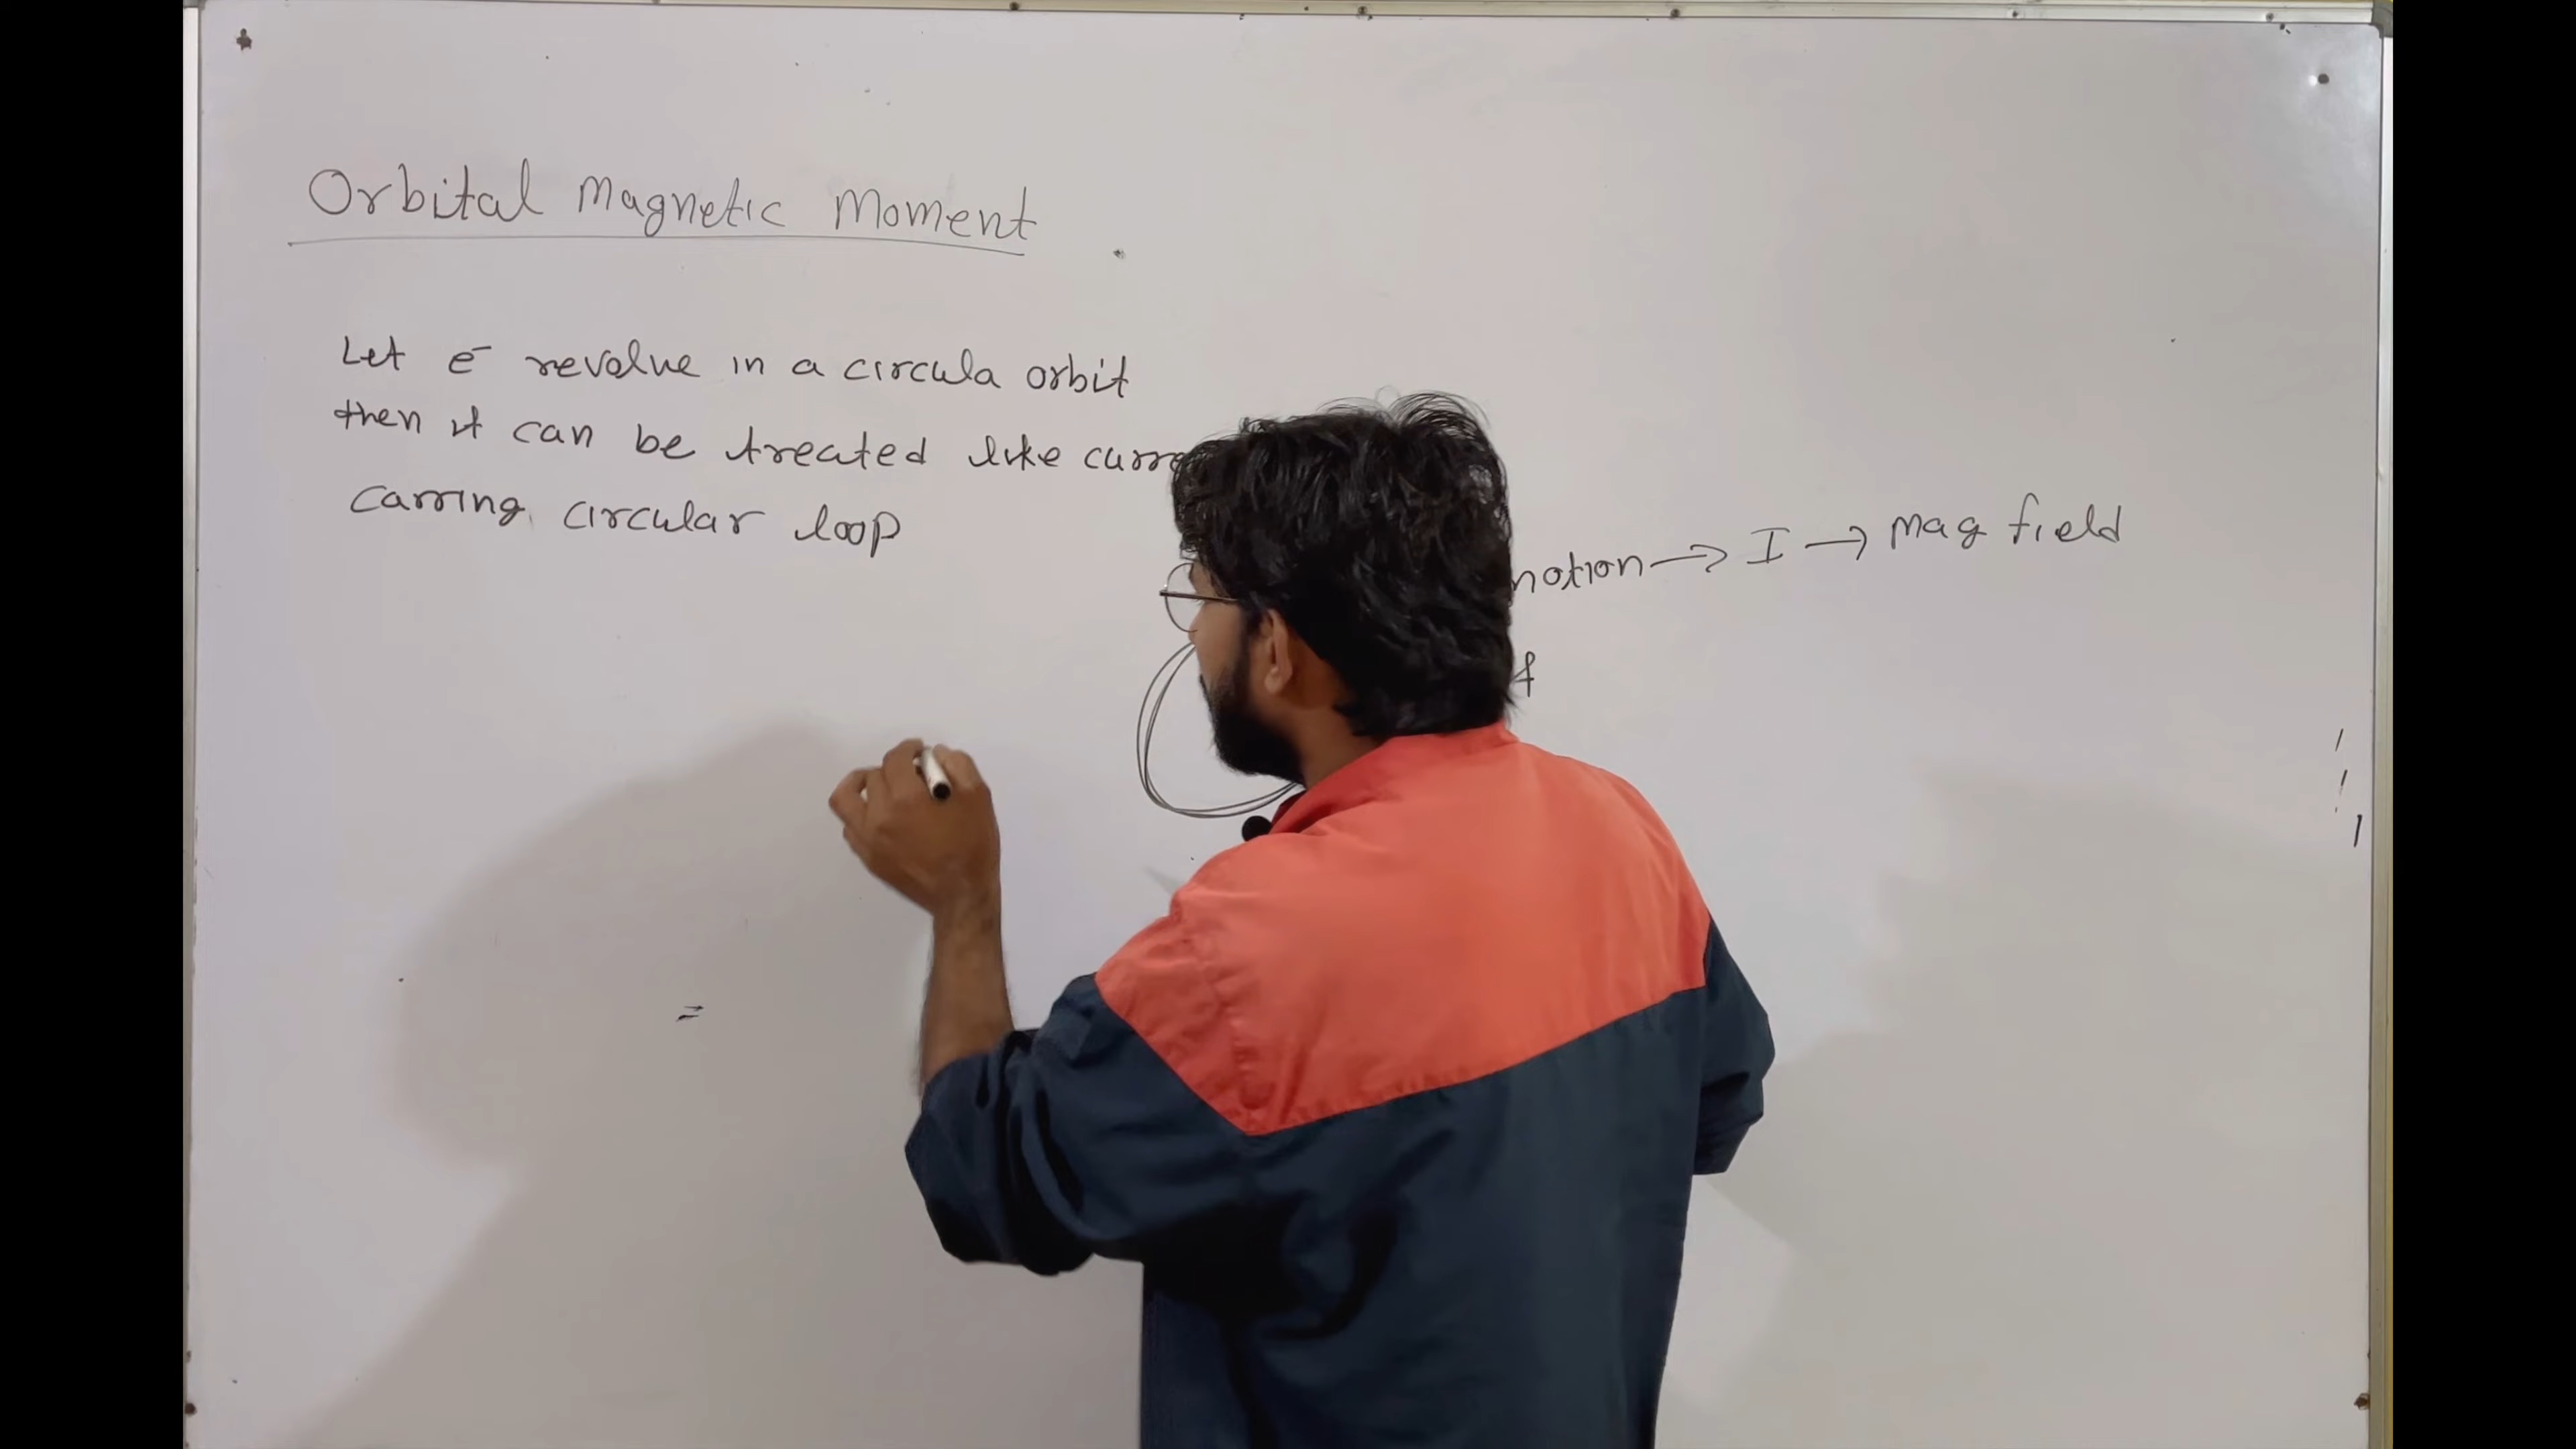 Orbital Magnetic Moment
Let e⁻ revolve in a circula orbit
then it can be treated like
carring circular loop
→ I → Mag field
=